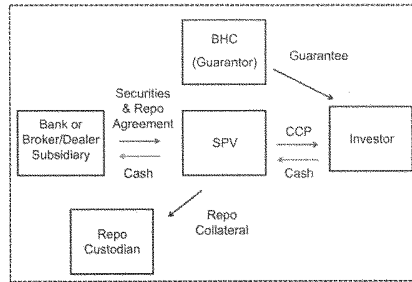 BHC
(Guarantor)
Guarantee
Securities
& Repo
Agreement
Bank or
Broker/Dealer
Subsidiary
Cash
SPV
CCP
Cash
Investor
Repo
Collateral
Repo
Custodian